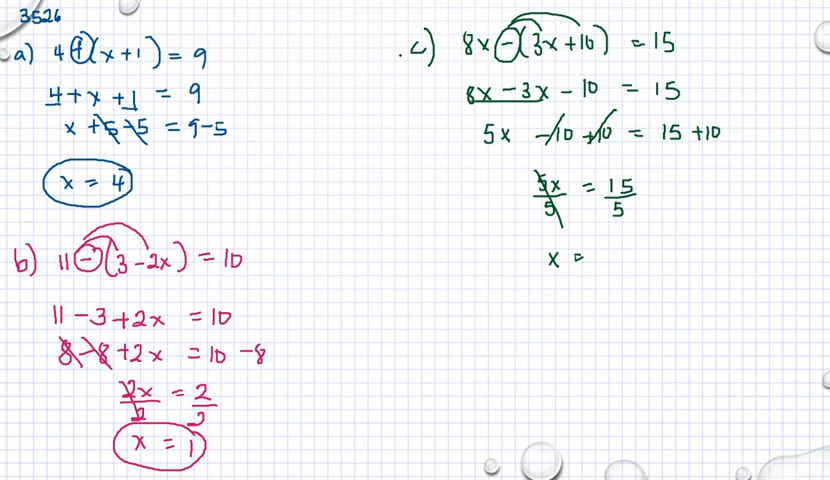 3526
a) 4 + (x + 1) = 9
4 + x + 1 = 9
x + 5 - 5 = 9 - 5
x = 4
b) 11 - (3 - 2x) = 10
11 - 3 + 2x = 10
8 - 8 + 2x = 10 - 8
2x/2 = 2/2
x = 1
c) 8x - (3x + 10) = 15
8x - 3x - 10 = 15
5x - 10 + 10 = 15 + 10
5x/5 = 15/5
x =